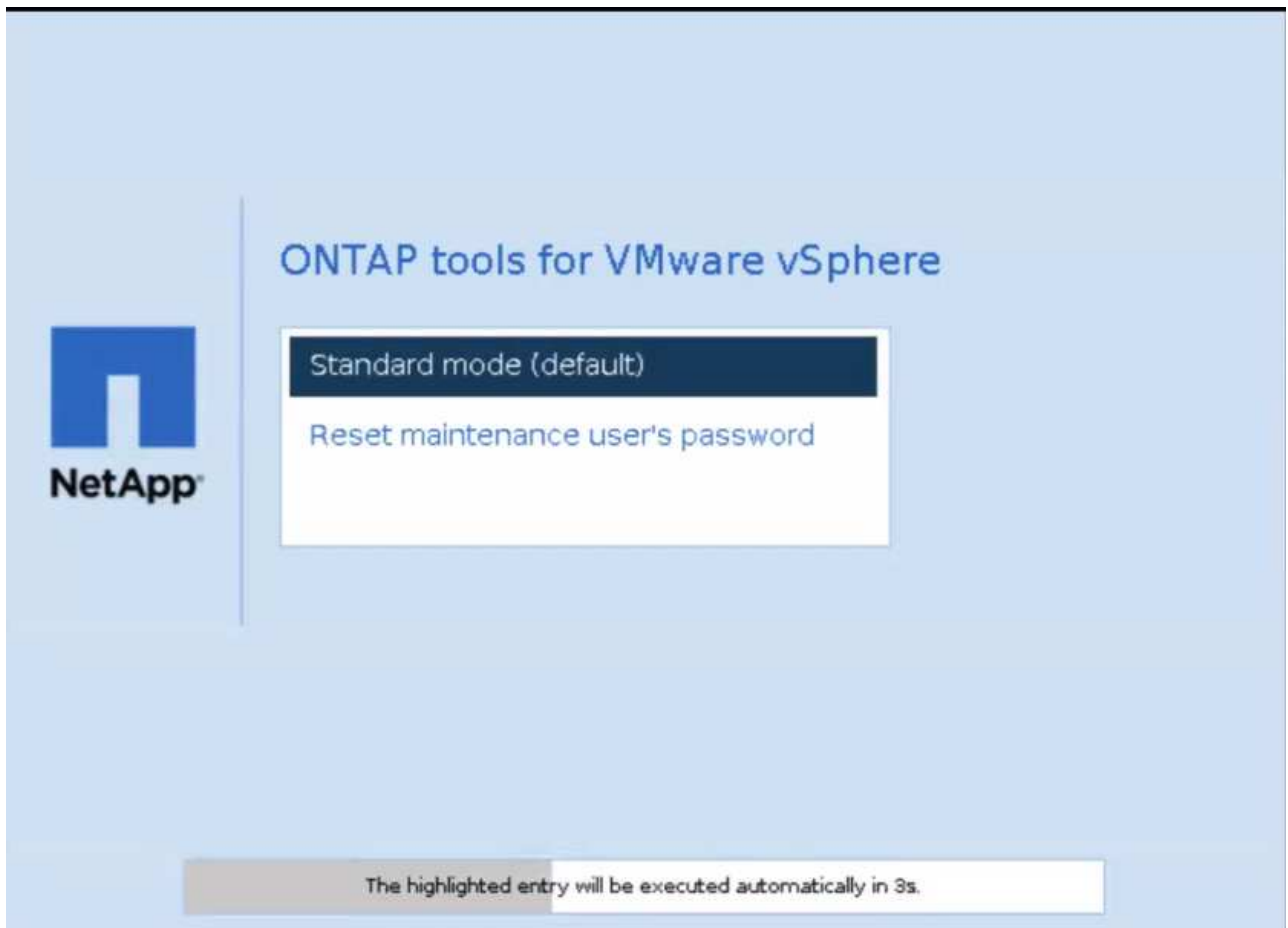 ONTAP tools for VMware vSphere
Standard mode (default)
Reset maintenance user's password
NetApp®
The highlighted entry will be executed automatically in 3s.